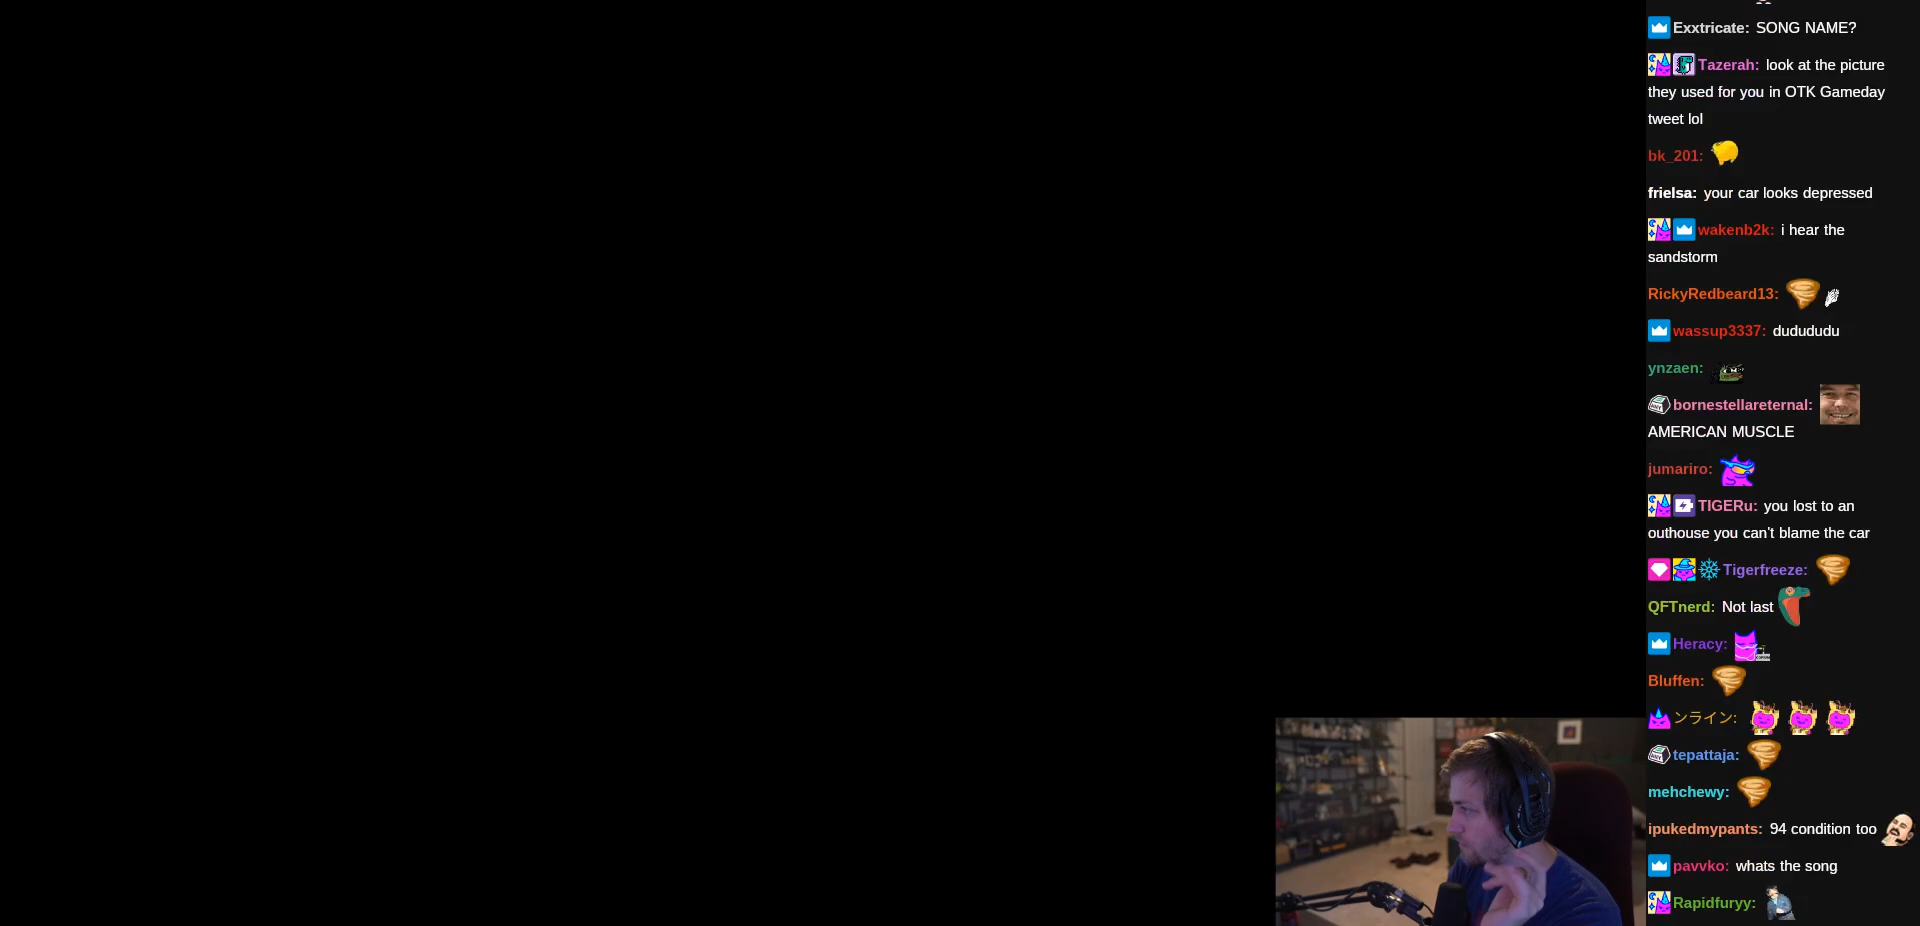 Exxtricate: SONG NAME?
Tazerah: look at the picture
they used for you in OTK Gameday
tweet lol
bk_201:
frielsa: your car looks depressed
wakenb2k: i hear the
sandstorm
RickyRedbeard13:
wassup3337: dudududu
ynzaen:
bornestellareternal:
AMERICAN MUSCLE
jumariro:
TIGERu: you lost to an
outhouse you can't blame the car
Tigerfreeze:
QFTnerd: Not last
Heracy:
Bluffen:
ンライン:
tepattaja:
mehchewy:
ipukedmypants: 94 condition too
pavvko: whats the song
Rapidfuryy: